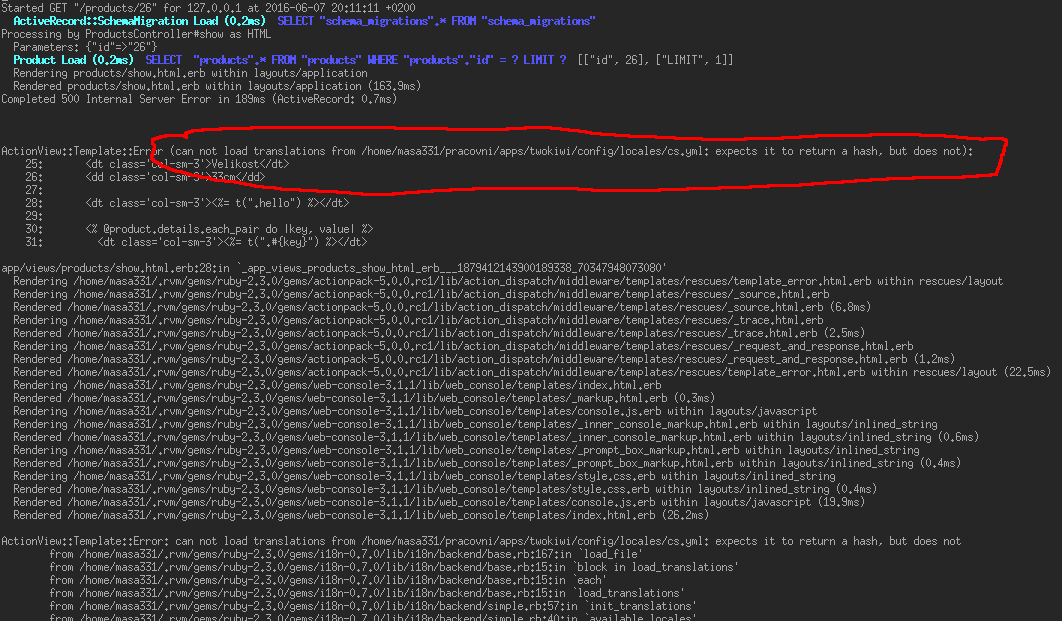 Started GET "/products/26" for 127.0.0.1 at 2016-06-07 20:11:11 +0200
ActiveRecord::SchemaMigration Load (0.2ms)  SELECT "schema_migrations".* FROM "schema_migrations"
Processing by ProductsController#show as HTML
Parameters: {"id"=>"26"}
Product Load (0.2ms)  SELECT  "products".* FROM "products" WHERE "products"."id" = ? LIMIT ?  [["id", 26], ["LIMIT", 1]]
Rendering products/show.html.erb within layouts/application
Rendered products/show.html.erb within layouts/application (163.9ms)
Completed 500 Internal Server Error in 189ms (ActiveRecord: 0.7ms)
ActionView::Template::Error (can not load translations from /home/masa331/pracovni/apps/twokiwi/config/locales/cs.yml: expects it to return a hash, but does not):
25:       <dt class='col-sm-3'>Velikost</dt>
26:       <dd class='col-sm-3'>33cm</dd>
27:
28:       <dt class='col-sm-3'><%= t(".hello") %></dt>
29:
30:       <% @product.details.each_pair do |key, value| %>
31:         <dt class='col-sm-3'><%= t(".#{key}") %></dt>
app/views/products/show.html.erb:28:in `_app_views_products_show_html_erb___1879412143900189338_70347948073080'
Rendering /home/masa331/.rvm/gems/ruby-2.3.0/gems/actionpack-5.0.0.rc1/lib/action_dispatch/middleware/templates/rescues/template_error.html.erb within rescues/layout
Rendering /home/masa331/.rvm/gems/ruby-2.3.0/gems/actionpack-5.0.0.rc1/lib/action_dispatch/middleware/templates/rescues/_source.html.erb
Rendered /home/masa331/.rvm/gems/ruby-2.3.0/gems/actionpack-5.0.0.rc1/lib/action_dispatch/middleware/templates/rescues/_source.html.erb (6.8ms)
Rendering /home/masa331/.rvm/gems/ruby-2.3.0/gems/actionpack-5.0.0.rc1/lib/action_dispatch/middleware/templates/rescues/_trace.html.erb
Rendered /home/masa331/.rvm/gems/ruby-2.3.0/gems/actionpack-5.0.0.rc1/lib/action_dispatch/middleware/templates/rescues/_trace.html.erb (2.5ms)
Rendering /home/masa331/.rvm/gems/ruby-2.3.0/gems/actionpack-5.0.0.rc1/lib/action_dispatch/middleware/templates/rescues/_request_and_response.html.erb
Rendered /home/masa331/.rvm/gems/ruby-2.3.0/gems/actionpack-5.0.0.rc1/lib/action_dispatch/middleware/templates/rescues/_request_and_response.html.erb (1.2ms)
Rendered /home/masa331/.rvm/gems/ruby-2.3.0/gems/actionpack-5.0.0.rc1/lib/action_dispatch/middleware/templates/rescues/template_error.html.erb within rescues/layout (22.5ms)
Rendering /home/masa331/.rvm/gems/ruby-2.3.0/gems/web-console-3.1.1/lib/web_console/templates/index.html.erb
Rendered /home/masa331/.rvm/gems/ruby-2.3.0/gems/web-console-3.1.1/lib/web_console/templates/_markup.html.erb (0.3ms)
Rendering /home/masa331/.rvm/gems/ruby-2.3.0/gems/web-console-3.1.1/lib/web_console/templates/console.js.erb within layouts/javascript
Rendering /home/masa331/.rvm/gems/ruby-2.3.0/gems/web-console-3.1.1/lib/web_console/templates/_inner_console_markup.html.erb within layouts/inlined_string
Rendered /home/masa331/.rvm/gems/ruby-2.3.0/gems/web-console-3.1.1/lib/web_console/templates/_inner_console_markup.html.erb within layouts/inlined_string (0.6ms)
Rendering /home/masa331/.rvm/gems/ruby-2.3.0/gems/web-console-3.1.1/lib/web_console/templates/_prompt_box_markup.html.erb within layouts/inlined_string
Rendered /home/masa331/.rvm/gems/ruby-2.3.0/gems/web-console-3.1.1/lib/web_console/templates/_prompt_box_markup.html.erb within layouts/inlined_string (0.4ms)
Rendering /home/masa331/.rvm/gems/ruby-2.3.0/gems/web-console-3.1.1/lib/web_console/templates/style.css.erb within layouts/inlined_string
Rendered /home/masa331/.rvm/gems/ruby-2.3.0/gems/web-console-3.1.1/lib/web_console/templates/style.css.erb within layouts/inlined_string (0.4ms)
Rendered /home/masa331/.rvm/gems/ruby-2.3.0/gems/web-console-3.1.1/lib/web_console/templates/console.js.erb within layouts/javascript (19.9ms)
Rendered /home/masa331/.rvm/gems/ruby-2.3.0/gems/web-console-3.1.1/lib/web_console/templates/index.html.erb (26.2ms)
ActionView::Template::Error: can not load translations from /home/masa331/pracovni/apps/twokiwi/config/locales/cs.yml: expects it to return a hash, but does not
from /home/masa331/.rvm/gems/ruby-2.3.0/gems/i18n-0.7.0/lib/i18n/backend/base.rb:167:in `load_file'
from /home/masa331/.rvm/gems/ruby-2.3.0/gems/i18n-0.7.0/lib/i18n/backend/base.rb:15:in `block in load_translations'
from /home/masa331/.rvm/gems/ruby-2.3.0/gems/i18n-0.7.0/lib/i18n/backend/base.rb:15:in `each'
from /home/masa331/.rvm/gems/ruby-2.3.0/gems/i18n-0.7.0/lib/i18n/backend/base.rb:15:in `load_translations'
from /home/masa331/.rvm/gems/ruby-2.3.0/gems/i18n-0.7.0/lib/i18n/backend/simple.rb:57:in `init_translations'
from /home/masa331/.rvm/gems/ruby-2.3.0/gems/i18n-0.7.0/lib/i18n/backend/simple.rb:40:in `available_locales'